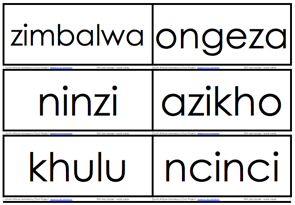 zimbalwa ongeza
ninzi azikho
khulu ncinci